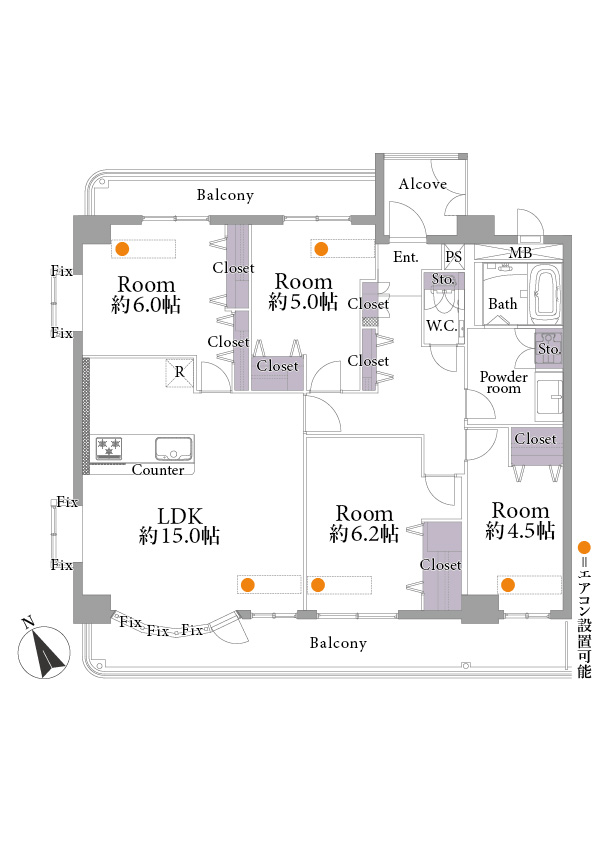 Balcony
Alcove
Ent.
PS
MB
Fix
Fix
Room
約6.0帖
Closet
Closet
Room
約5.0帖
Closet
Closet
Closet
Sto.
W.C.
Bath
Sto.
Powder
room
R
Counter
Fix
Fix
LDK
約15.0帖
Room
約6.2帖
Closet
Closet
Room
約4.5帖
Fix
Fix
Fix
Balcony
N
=エアコン設置可能